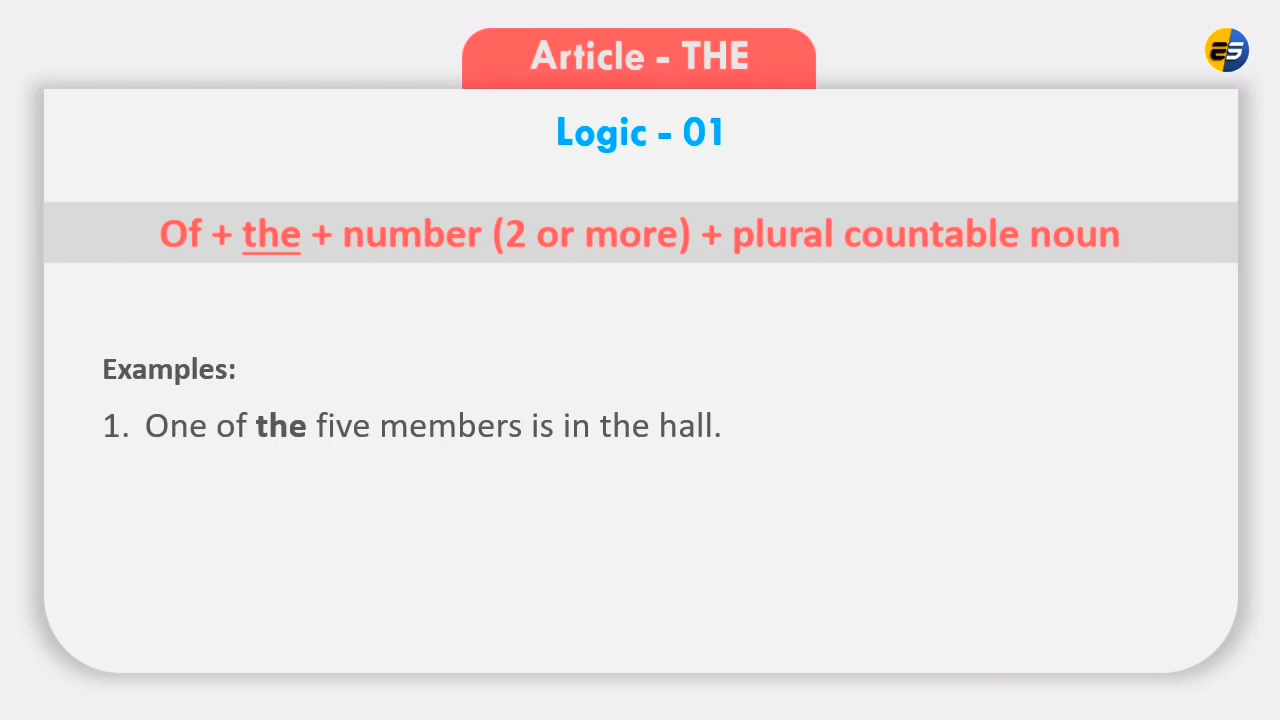 Article - THE
ES
Logic - 01
Of + the + number (2 or more) + plural countable noun
Examples:
1. One of the five members is in the hall.